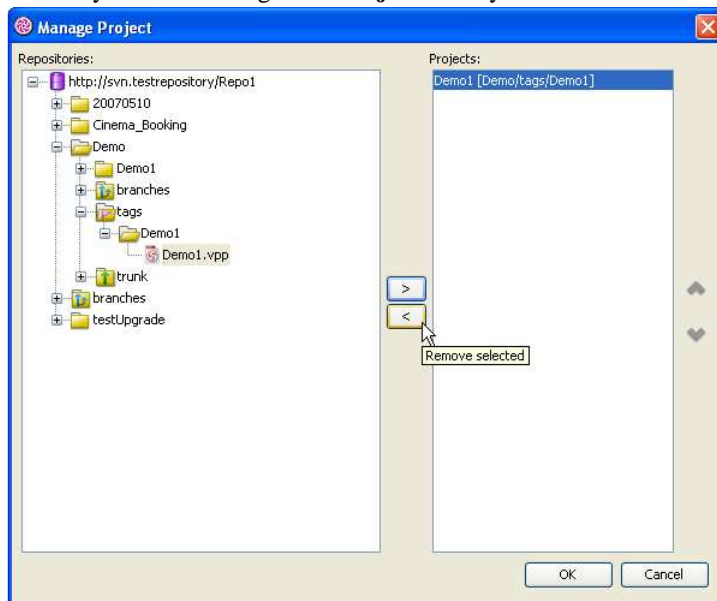 Manage Project
Repositories:
Projects:
http://svn.testrepository/Repo1
Demo1 [Demo/tags/Demo1]
20070510
Cinema_Booking
Demo
Demo1
branches
tags
Demo1
Demo1.vpp
trunk
branches
testUpgrade
>
<
Remove selected
OK
Cancel